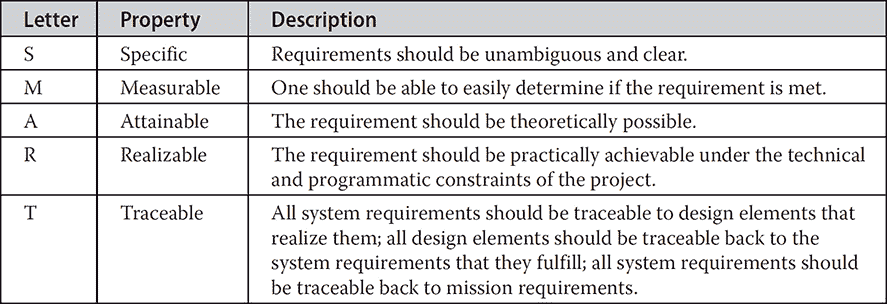 Letter Property Description
S Specific Requirements should be unambiguous and clear.
M Measurable One should be able to easily determine if the requirement is met.
A Attainable The requirement should be theoretically possible.
R Realizable The requirement should be practically achievable under the technical
and programmatic constraints of the project.
T Traceable All system requirements should be traceable to design elements that
realize them; all design elements should be traceable back to the
system requirements that they fulfill; all system requirements should
be traceable back to mission requirements.